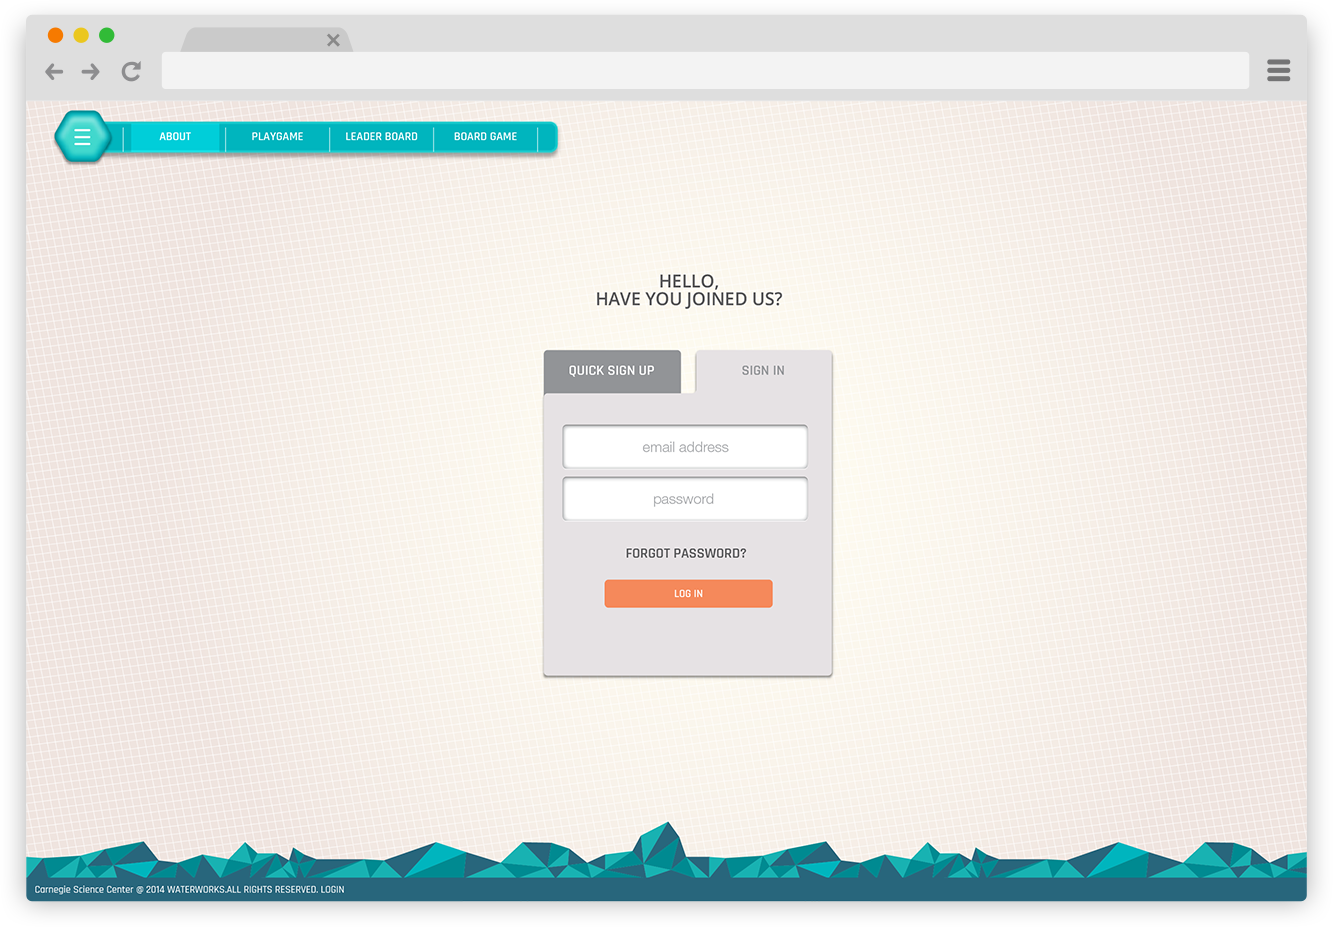 ABOUT PLAYGAME LEADER BOARD BOARD GAME
HELLO,
HAVE YOU JOINED US?
QUICK SIGN UP SIGN IN
email address
password
FORGOT PASSWORD?
LOG IN
Carnegie Science Center @ 2014 WATERWORKS.ALL RIGHTS RESERVED. LOGIN